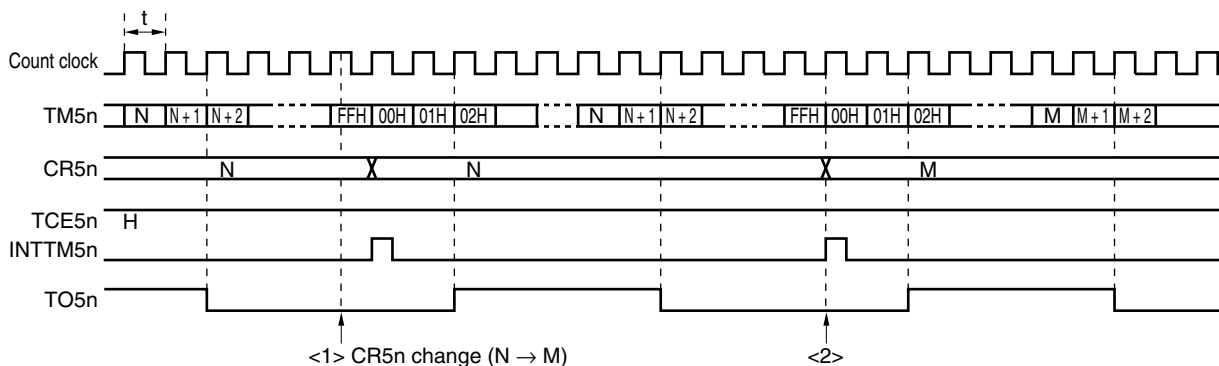 t
Count clock
TM5n N N + 1 N + 2 FFH 00H 01H 02H N N + 1 N + 2 FFH 00H 01H 02H M M + 1 M + 2
CR5n N N M
TCE5n H
INTTM5n
TO5n
<1> CR5n change (N → M) <2>